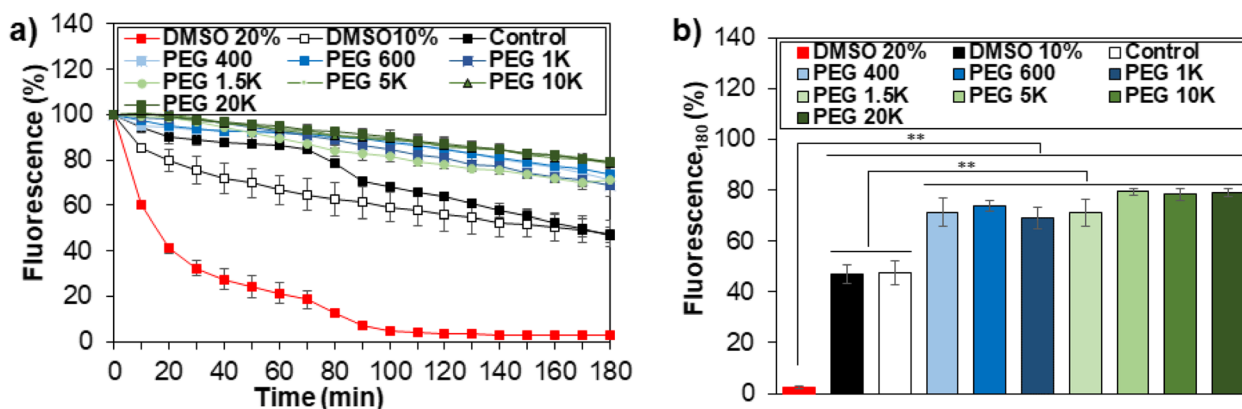 a)
Fluorescence (%)
140
120
100
80
60
40
20
0
DMSO 20% DMSO10% Control
PEG 400 PEG 600 PEG 1K
PEG 1.5K PEG 5K PEG 10K
PEG 20K
0 20 40 60 80 100 120 140 160 180
Time (min)
b)
Fluorescence180 (%)
140
120
100
80
60
40
20
0
DMSO 20% DMSO 10% Control
PEG 400 PEG 600 PEG 1K
PEG 1.5K PEG 5K PEG 10K
PEG 20K
**
**